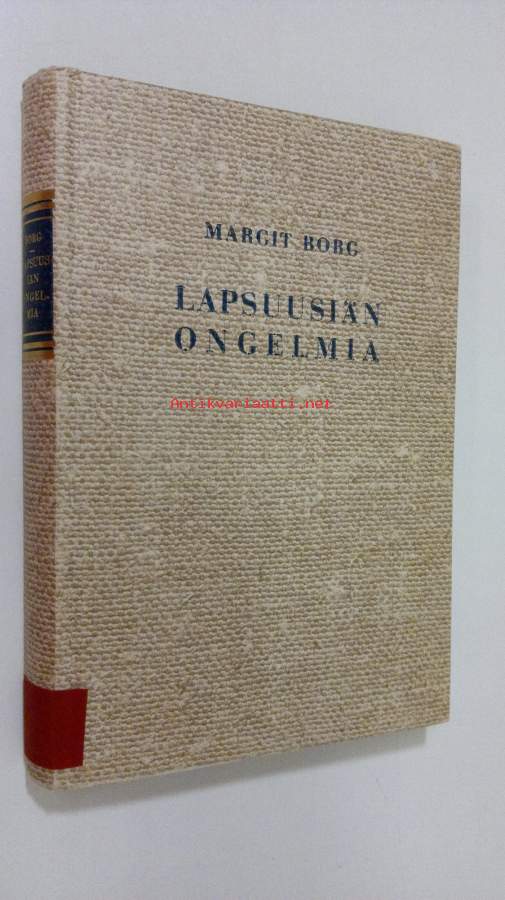 MARGIT BORG
LAPSUUSIÄN
ONGELMIA
Antikvariaatti.net
BORG
LAPSUUS
IÄN
ONGEL-
MIA